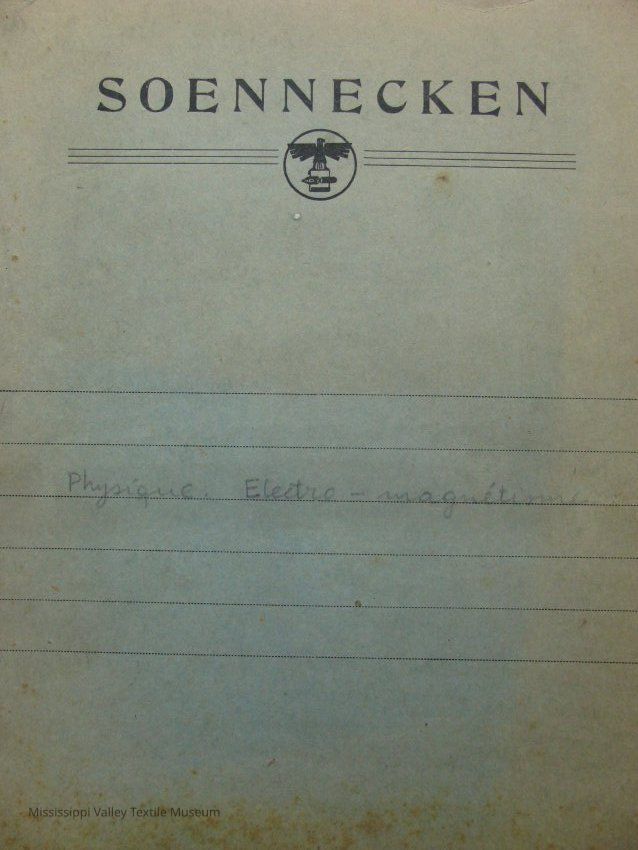 SOENNECKEN
Physique. Electro-magnétisme
Mississippi Valley Textile Museum